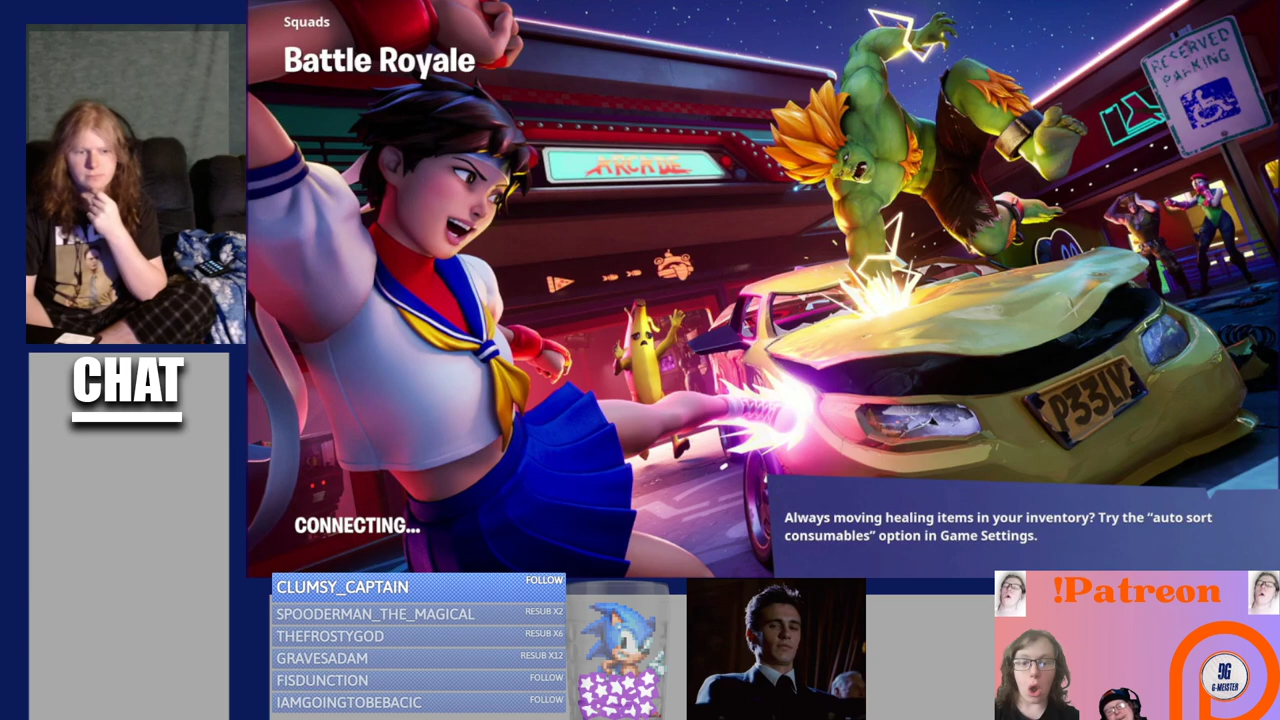 Squads
Battle Royale
RESERVED
PARKING
ARCADE
P33LY
CHAT
CONNECTING...
Always moving healing items in your inventory? Try the “auto sort
consumables” option in Game Settings.
CLUMSY_CAPTAIN FOLLOW
SPOODERMAN_THE_MAGICAL RESUB X2
THEFROSTYGOD RESUB X6
GRAVESADAM RESUB X12
FISDUNCTION FOLLOW
IAMGOINGTOBEBACIC FOLLOW
!Patreon
9G
G-MEISTER